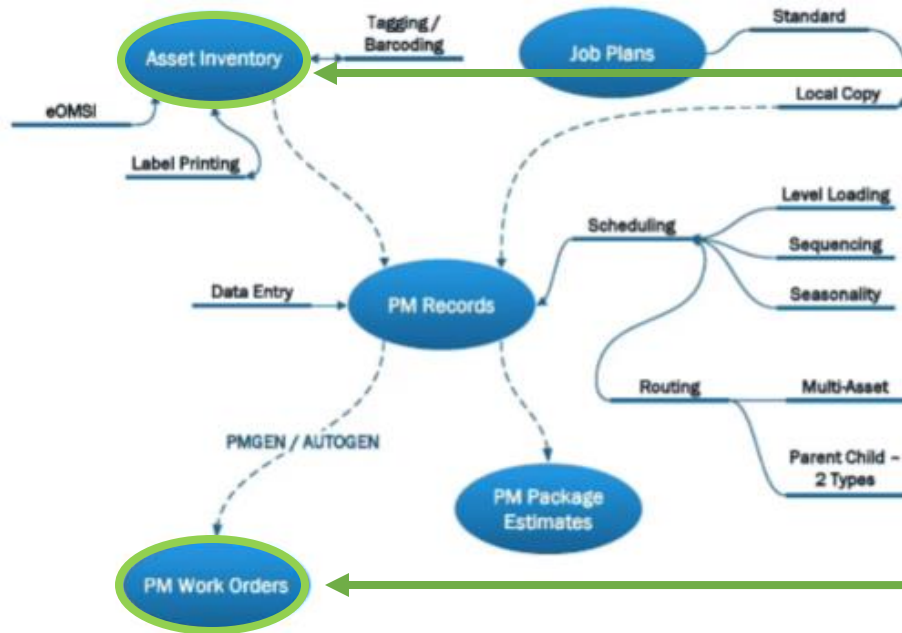 Tagging /
Barcoding
Standard
Asset Inventory
Job Plans
Local Copy
eOMSI
Label Printing
Level Loading
Scheduling
Sequencing
Data Entry
PM Records
Seasonality
Routing
Multi-Asset
PMGEN / AUTOGEN
Parent Child –
2 Types
PM Package
Estimates
PM Work Orders